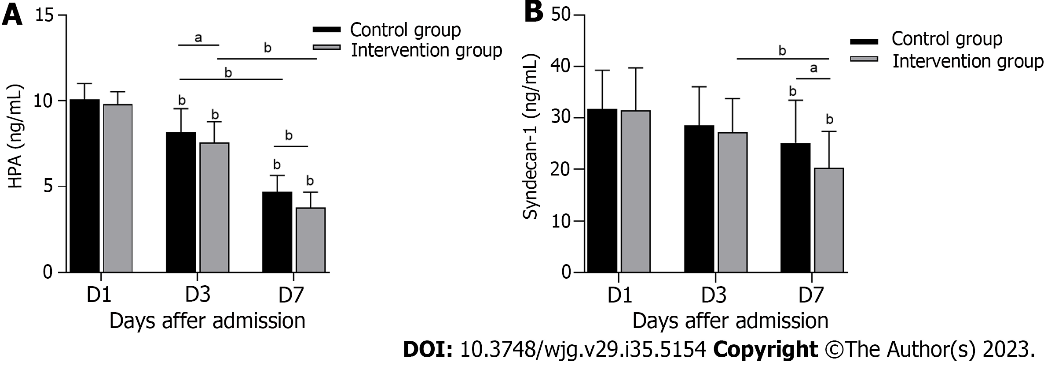 A
15
10
5
0
HPA (ng/mL)
a
b
b
b
b
b
b
b
Control group
Intervention group
D1 D3 D7
Days affer admission
B
50
40
30
20
10
0
Syndecan-1 (ng/mL)
b
a
b
b
Control group
Intervention group
D1 D3 D7
Days affer admission
DOI: 10.3748/wjg.v29.i35.5154 Copyright ©The Author(s) 2023.